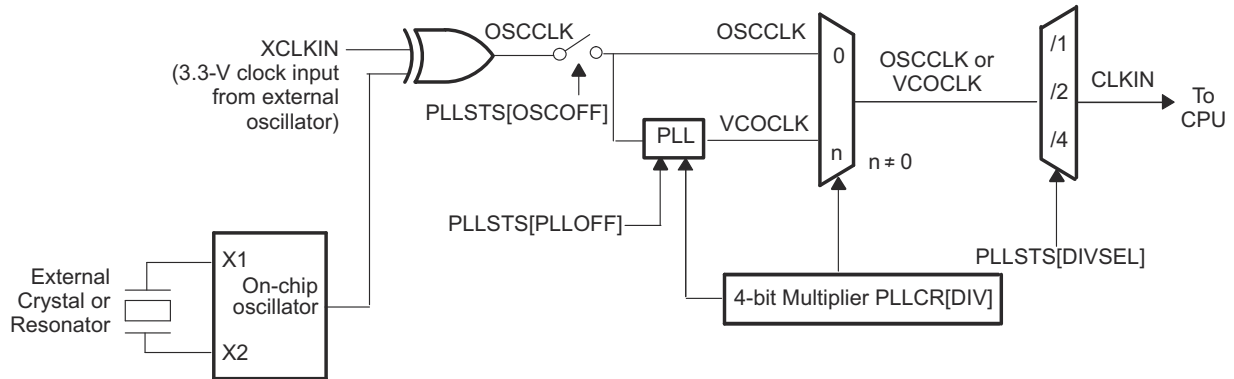 XCLKIN
(3.3-V clock input
from external
oscillator)
OSCCLK
PLLSTS[OSCOFF]
OSCCLK
0
PLL
VCOCLK
n
n ≠ 0
OSCCLK or
VCOCLK
/1
/2
/4
CLKIN
To
CPU
PLLSTS[PLLOFF]
PLLSTS[DIVSEL]
4-bit Multiplier PLLCR[DIV]
External
Crystal or
Resonator
X1
On-chip
oscillator
X2